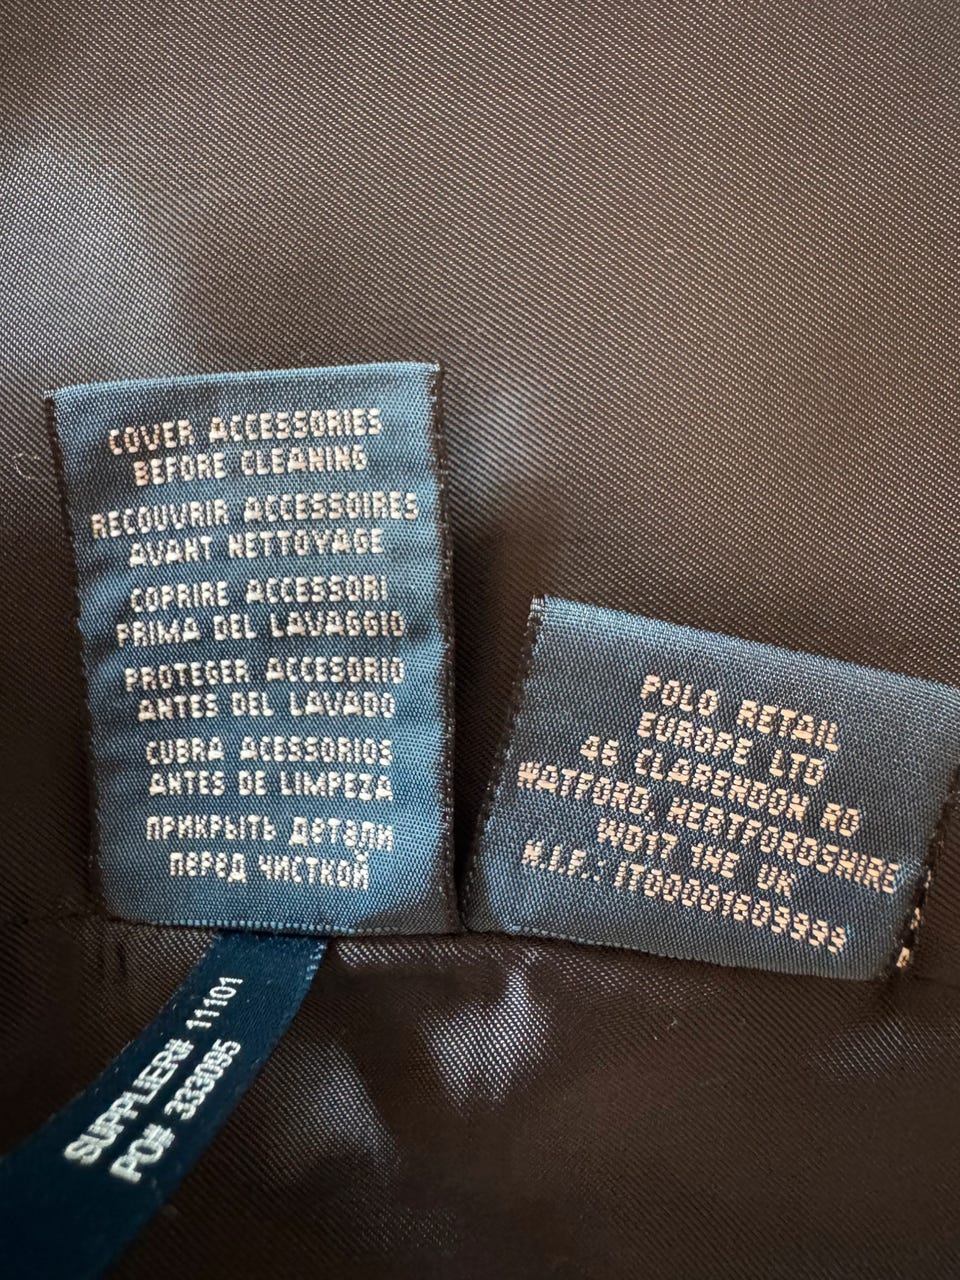 COVER ACCESSORIES
BEFORE CLEANING
RECOUVRIR ACCESSOIRES
AVANT NETTOYAGE
COPRIRE ACCESSORI
PRIMA DEL LAVAGGIO
PROTEGER ACCESORIO
ANTES DEL LAVADO
CUBRA ACESSORIOS
ANTES DE LIMPEZA
ПРИКРЫТЬ ДЕТАЛИ
ПЕРЕД ЧИСТКОЙ
SUPPLIER# 11101
PO# 333095
POLO RETAIL
EUROPE LTD
46 CLARENDON RD
WATFORD, HERTFORDSHIRE
WD17 1HE UK
N.I.F.: